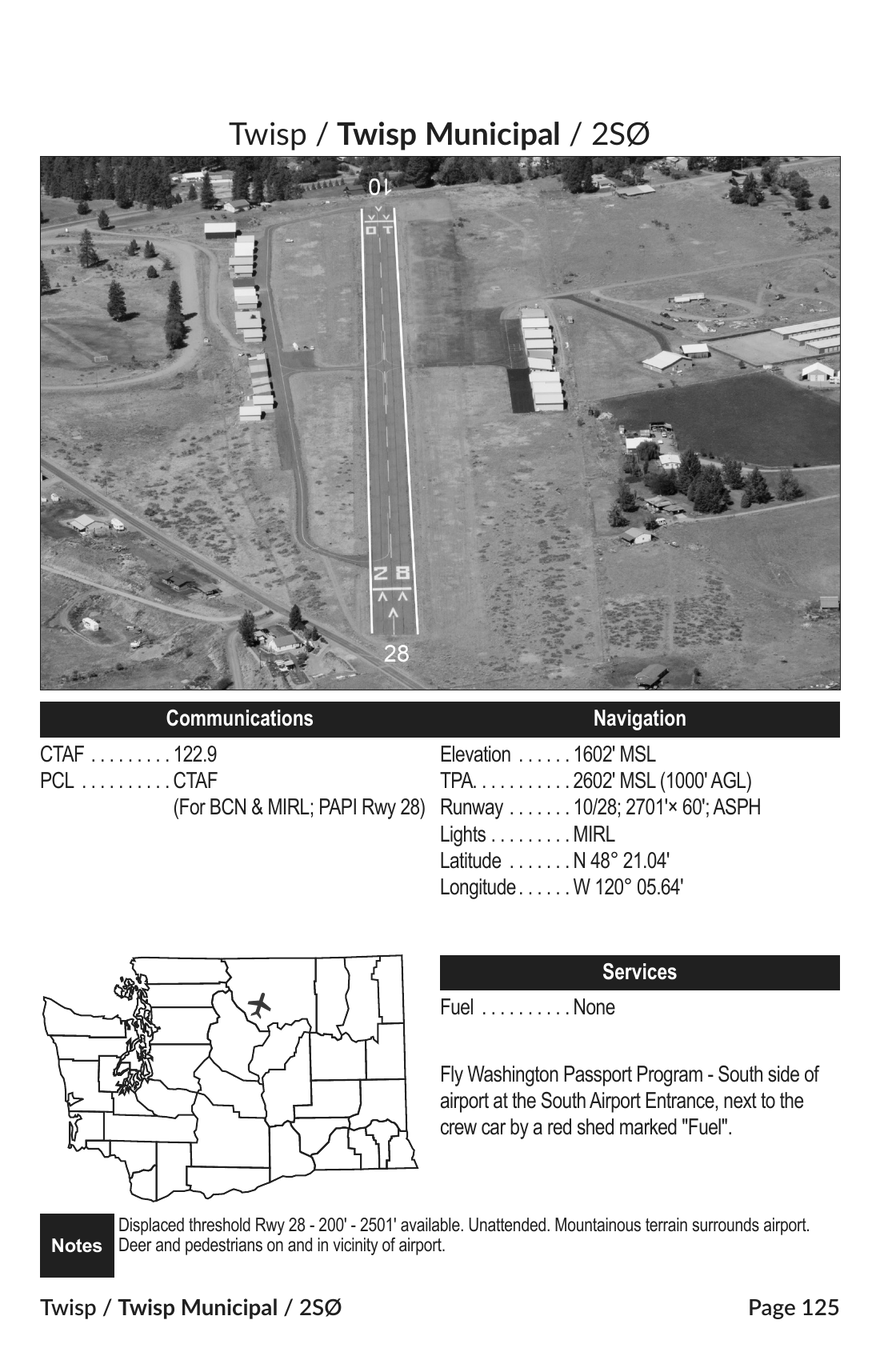 Twisp / Twisp Municipal / 2SØ
10
10
28
28
Communications
CTAF . . . . . . . . . 122.9
PCL . . . . . . . . . . CTAF
(For BCN & MIRL; PAPI Rwy 28)
Navigation
Elevation . . . . . . 1602' MSL
TPA. . . . . . . . . . . 2602' MSL (1000' AGL)
Runway . . . . . . . 10/28; 2701'× 60'; ASPH
Lights . . . . . . . . . MIRL
Latitude . . . . . . . N 48° 21.04'
Longitude . . . . . . W 120° 05.64'
Services
Fuel . . . . . . . . . . None
Fly Washington Passport Program - South side of
airport at the South Airport Entrance, next to the
crew car by a red shed marked "Fuel".
Notes
Displaced threshold Rwy 28 - 200' - 2501' available. Unattended. Mountainous terrain surrounds airport.
Deer and pedestrians on and in vicinity of airport.
Twisp / Twisp Municipal / 2SØ
Page 125